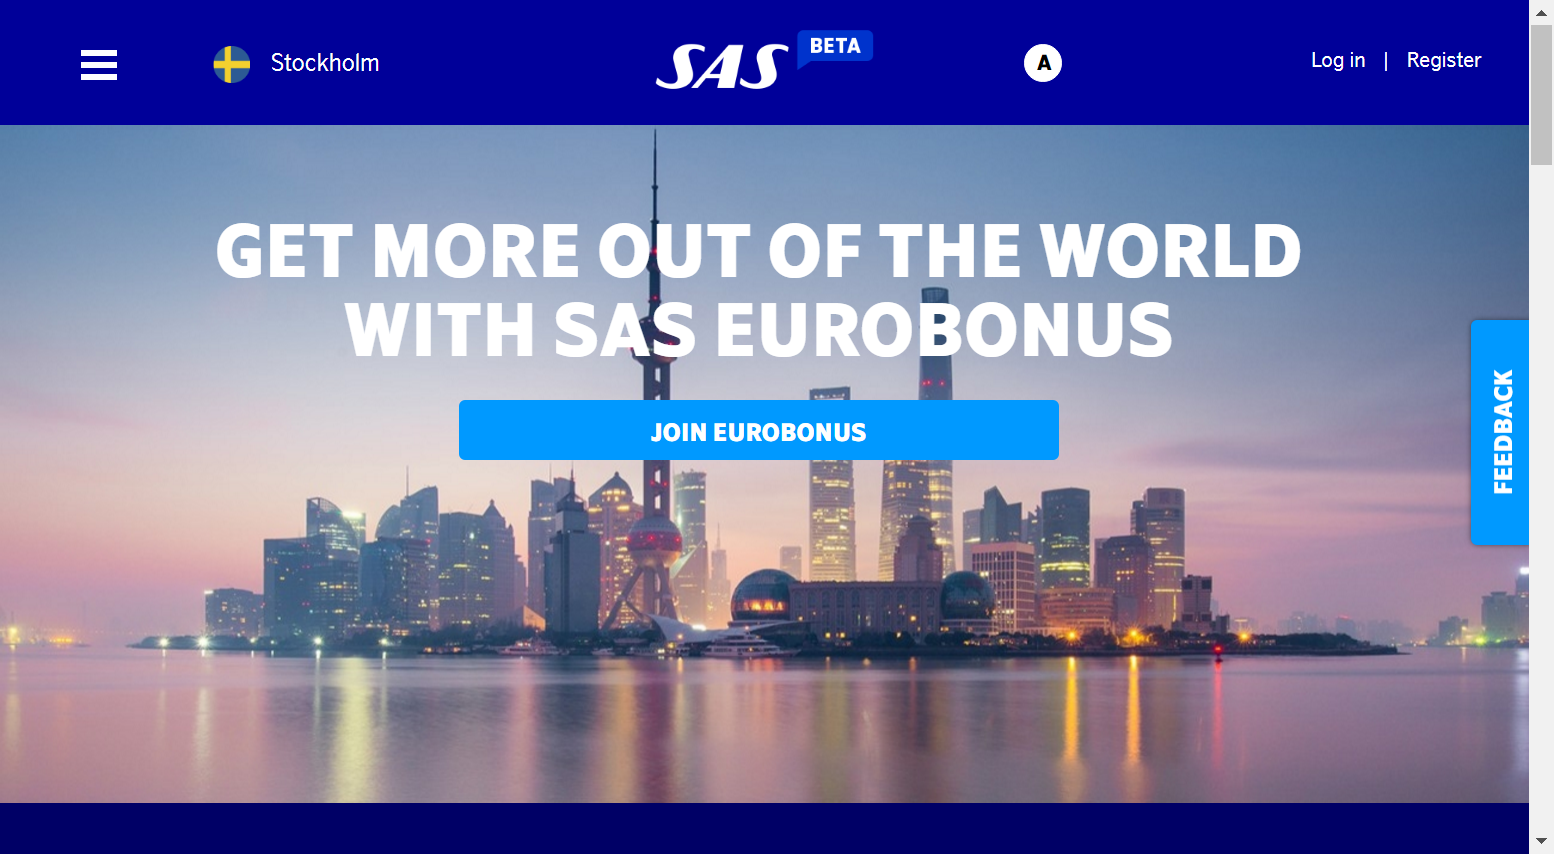 Stockholm
SAS
BETA
A
Log in | Register
GET MORE OUT OF THE WORLD
WITH SAS EUROBONUS
JOIN EUROBONUS
FEEDBACK